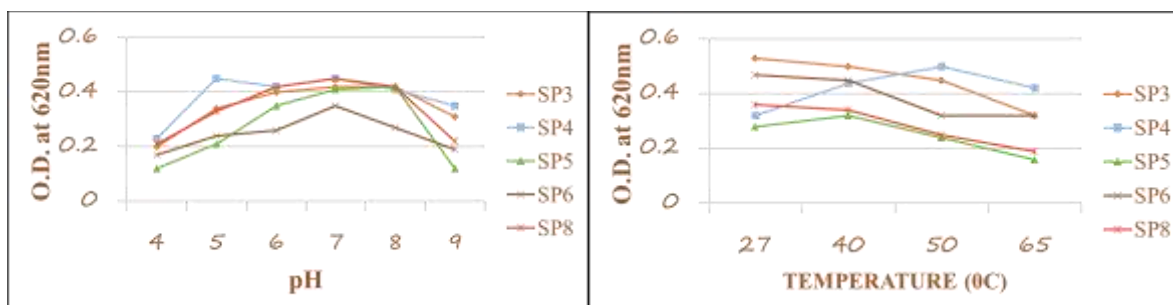 O.D. at 620nm
0.6
0.4
0.2
0
4 5 6 7 8 9
pH
SP3
SP4
SP5
SP6
SP8
O.D. at 620nm
0.6
0.4
0.2
0
27 40 50 65
TEMPERATURE (0C)
SP3
SP4
SP5
SP6
SP8